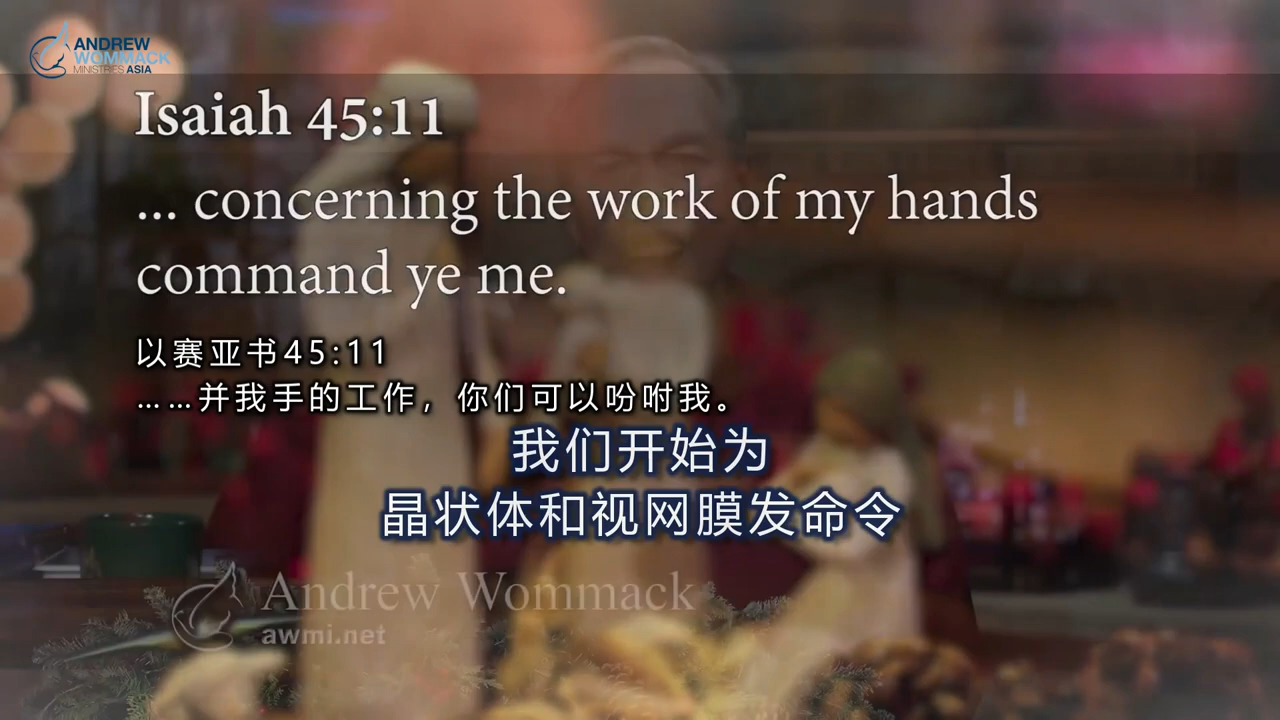 ANDREW
WOMMACK
MINISTRIES ASIA
Isaiah 45:11
... concerning the work of my hands
command ye me.
以赛亚书45:11
……并我手的工作，你们可以吩咐我。
我们开始为
晶状体和视网膜发命令
Andrew Wommack
awmi.net